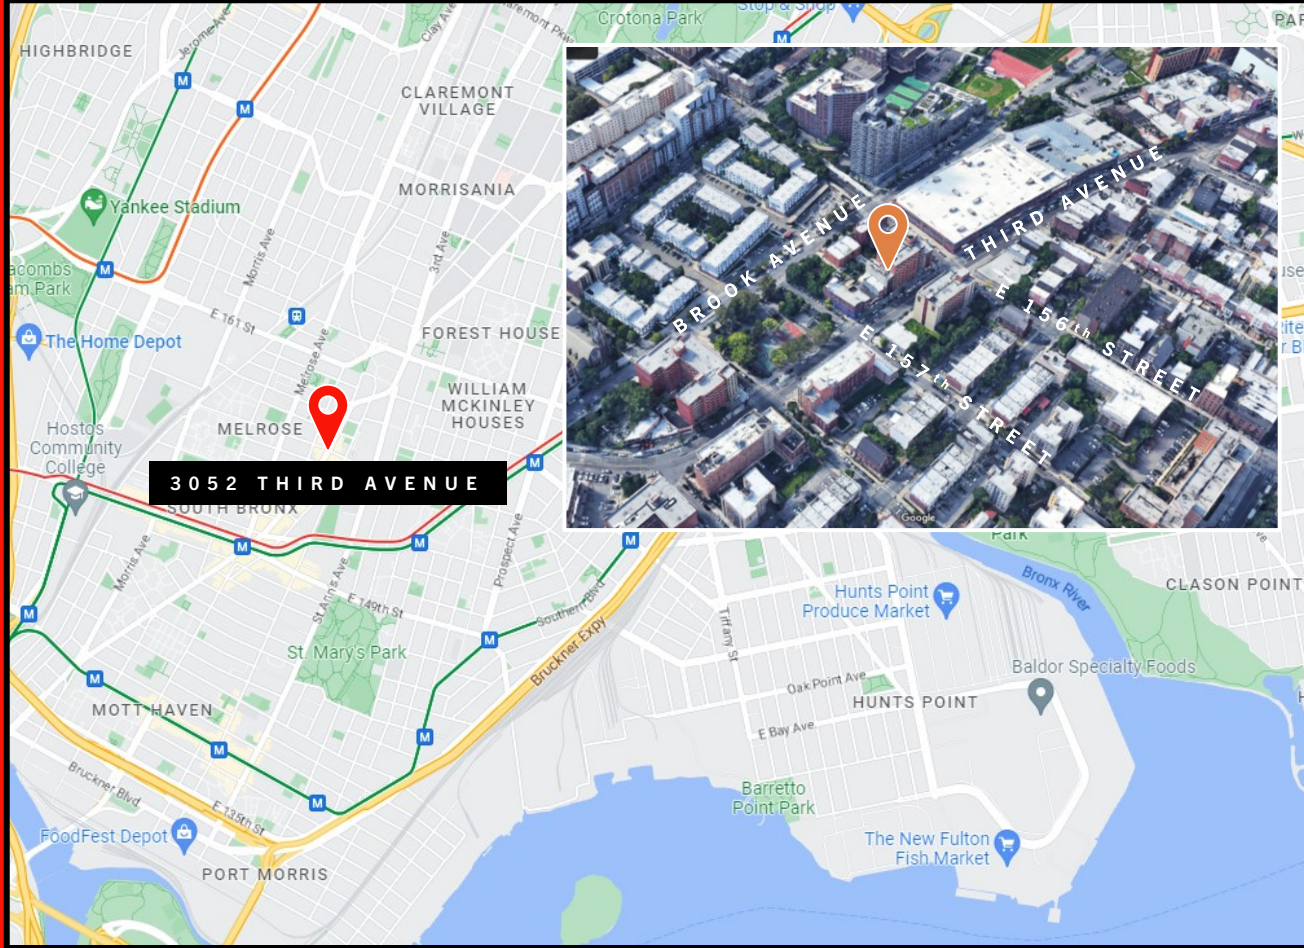 Crotona Park
Stop & Shop
HIGHBRIDGE
Jerome Ave
Clay Ave
M
M
M
CLAREMONT
VILLAGE
MORRISANIA
Yankee Stadium
Morris Ave
3rd Ave
M
E 161 St
The Home Depot
Melrose Ave
FOREST HOUSE
WILLIAM
MCKINLEY
HOUSES
MELROSE
Hostos
Community
College
3052 THIRD AVENUE
SOUTH BRONX
M
M
M
M
BROOK AVENUE
THIRD AVENUE
E 156th STREET
E 157th STREET
Google
Park
Morris Ave
St Anns Ave
Prospect Ave
E 149th St
Southern Blvd
M
M
Bruckner Expy
St. Mary's Park
Tiffany St
Hunts Point
Produce Market
Bronx River
CLASON POINT
Baldor Specialty Foods
Oak Point Ave
HUNTS POINT
E Bay Ave
M
MOTT HAVEN
M
M
M
Bruckner Blvd
E 135th St
FoodFest Depot
PORT MORRIS
Barretto
Point Park
The New Fulton
Fish Market